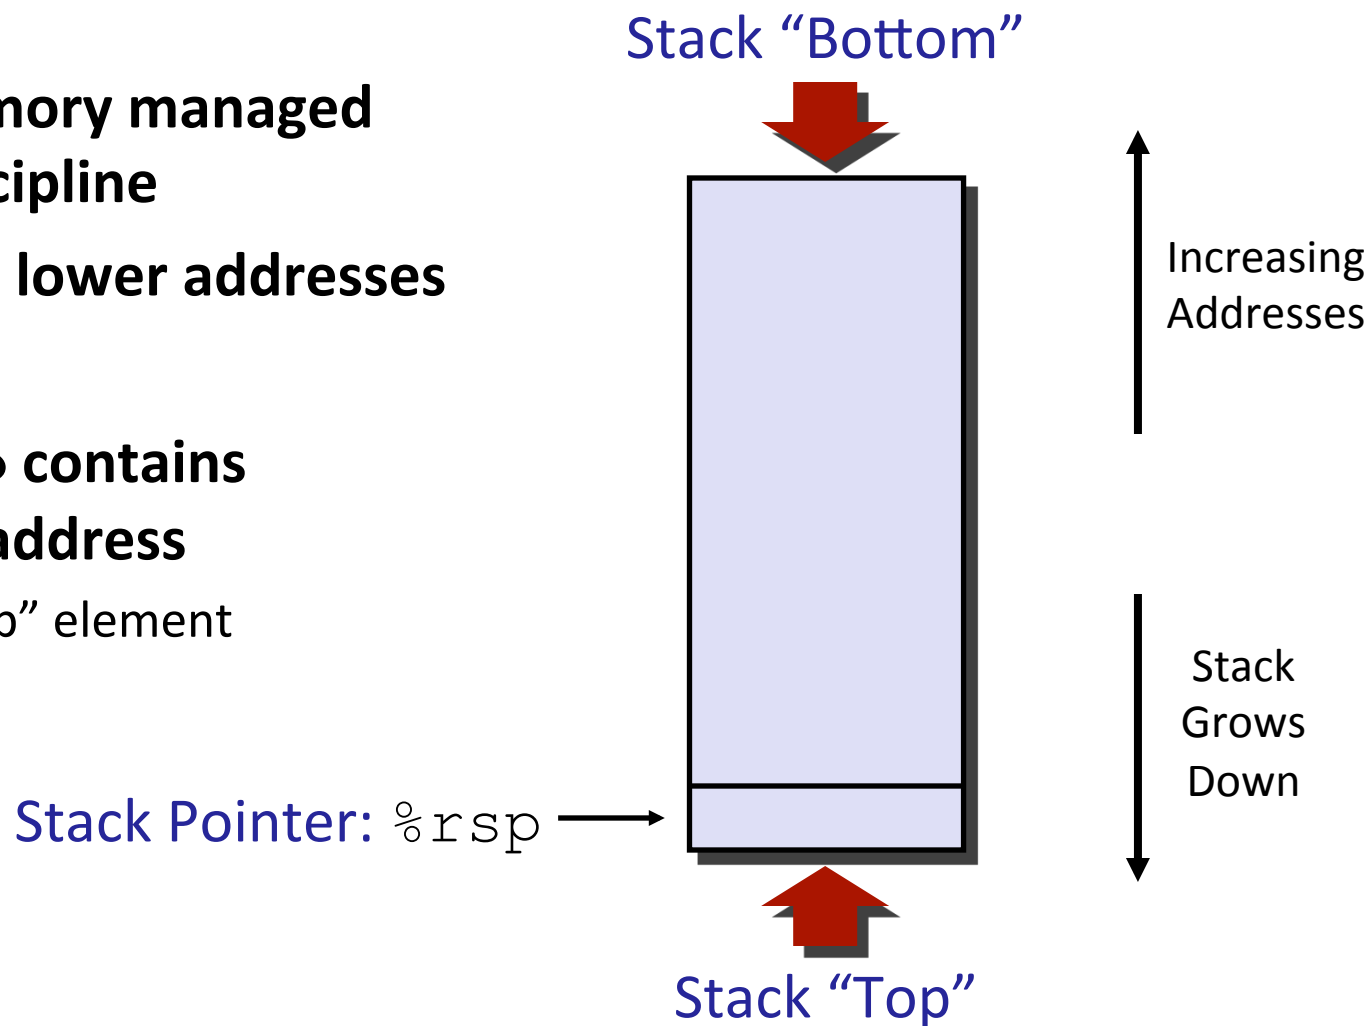 Stack “Bottom”
mory managed
cipline
lower addresses
contains
address
” element
Increasing
Addresses
Stack
Grows
Down
Stack Pointer: %rsp
Stack “Top”